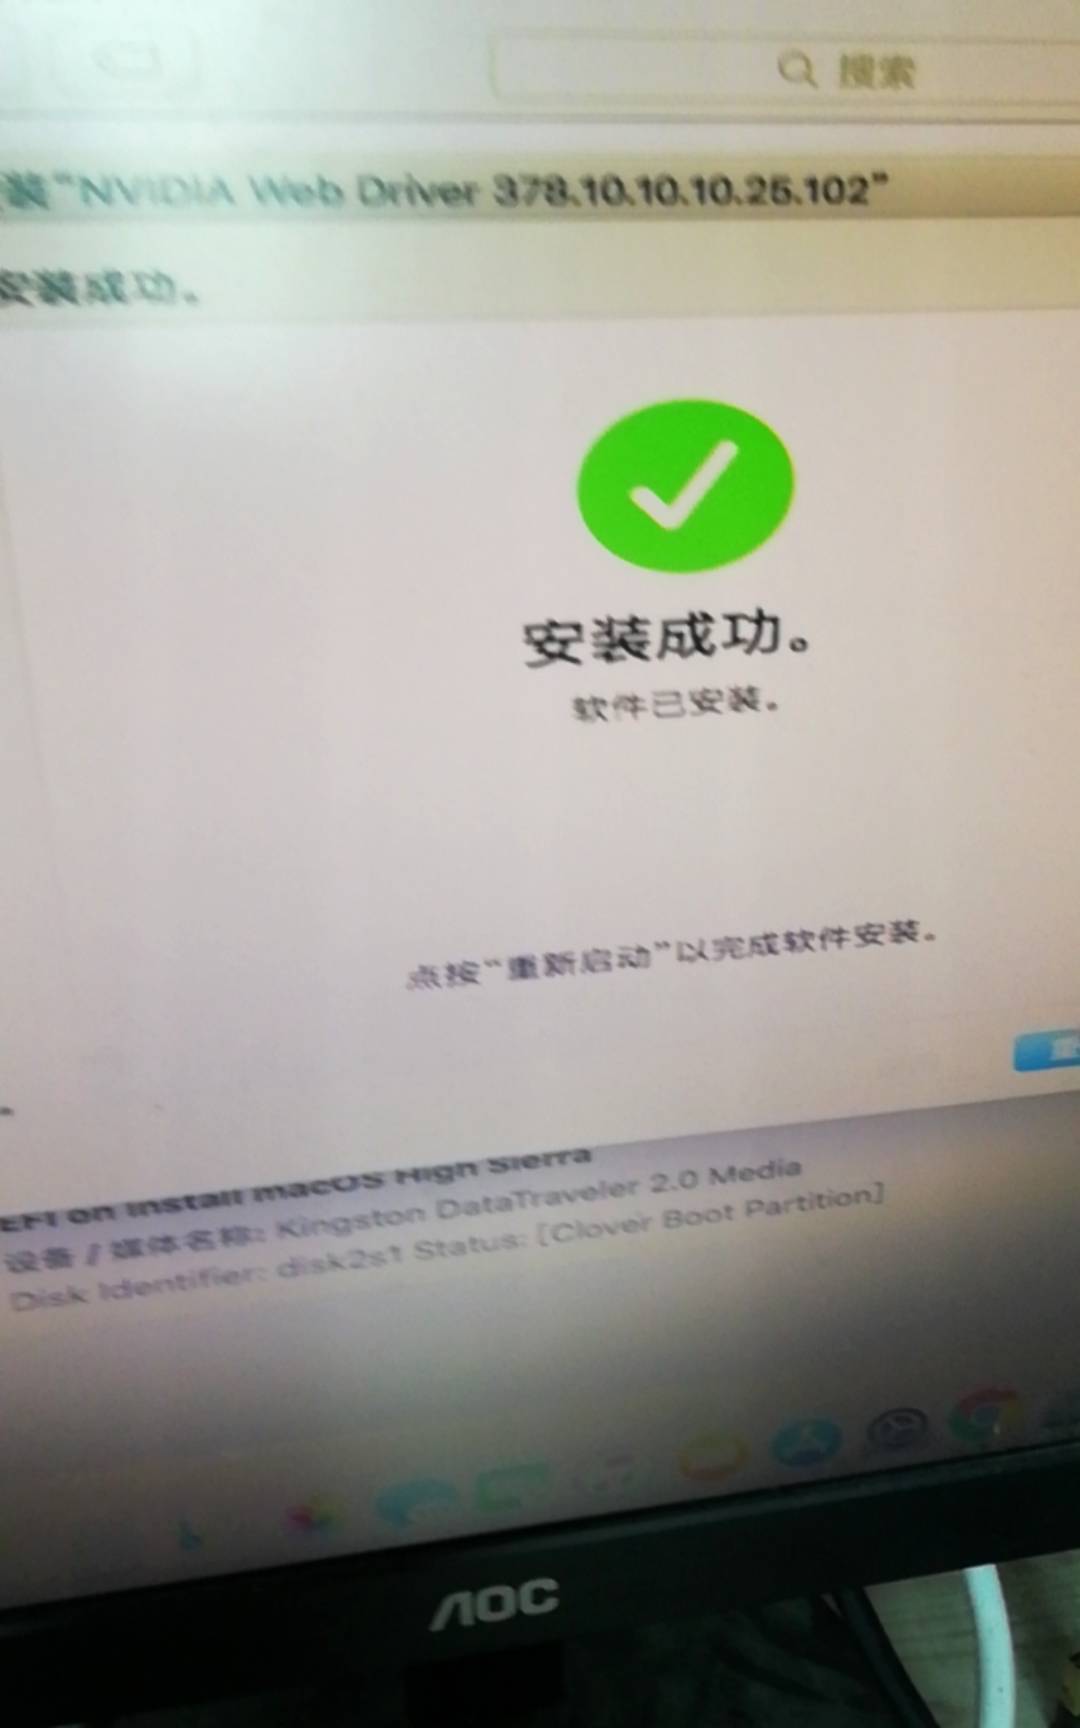 搜索
装“NVIDIA Web Driver 378.10.10.10.25.102”
安装成功。
安装成功。
软件已安装。
点按“重新启动”以完成软件安装。
EFI on Install macOS High Sierra
设备 / 媒体名称: Kingston DataTraveler 2.0 Media
Disk Identifier: disk2s1 Status: [Clover Boot Partition]
AOC